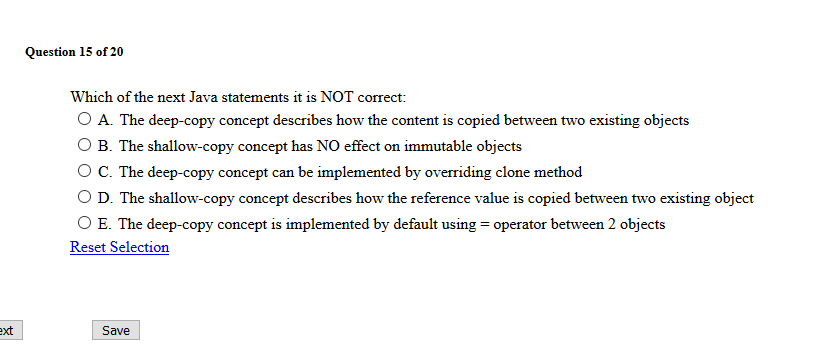 Question 15 of 20
Which of the next Java statements it is NOT correct:
A. The deep-copy concept describes how the content is copied between two existing objects
B. The shallow-copy concept has NO effect on immutable objects
C. The deep-copy concept can be implemented by overriding clone method
D. The shallow-copy concept describes how the reference value is copied between two existing object
E. The deep-copy concept is implemented by default using = operator between 2 objects
Reset Selection
ext Save